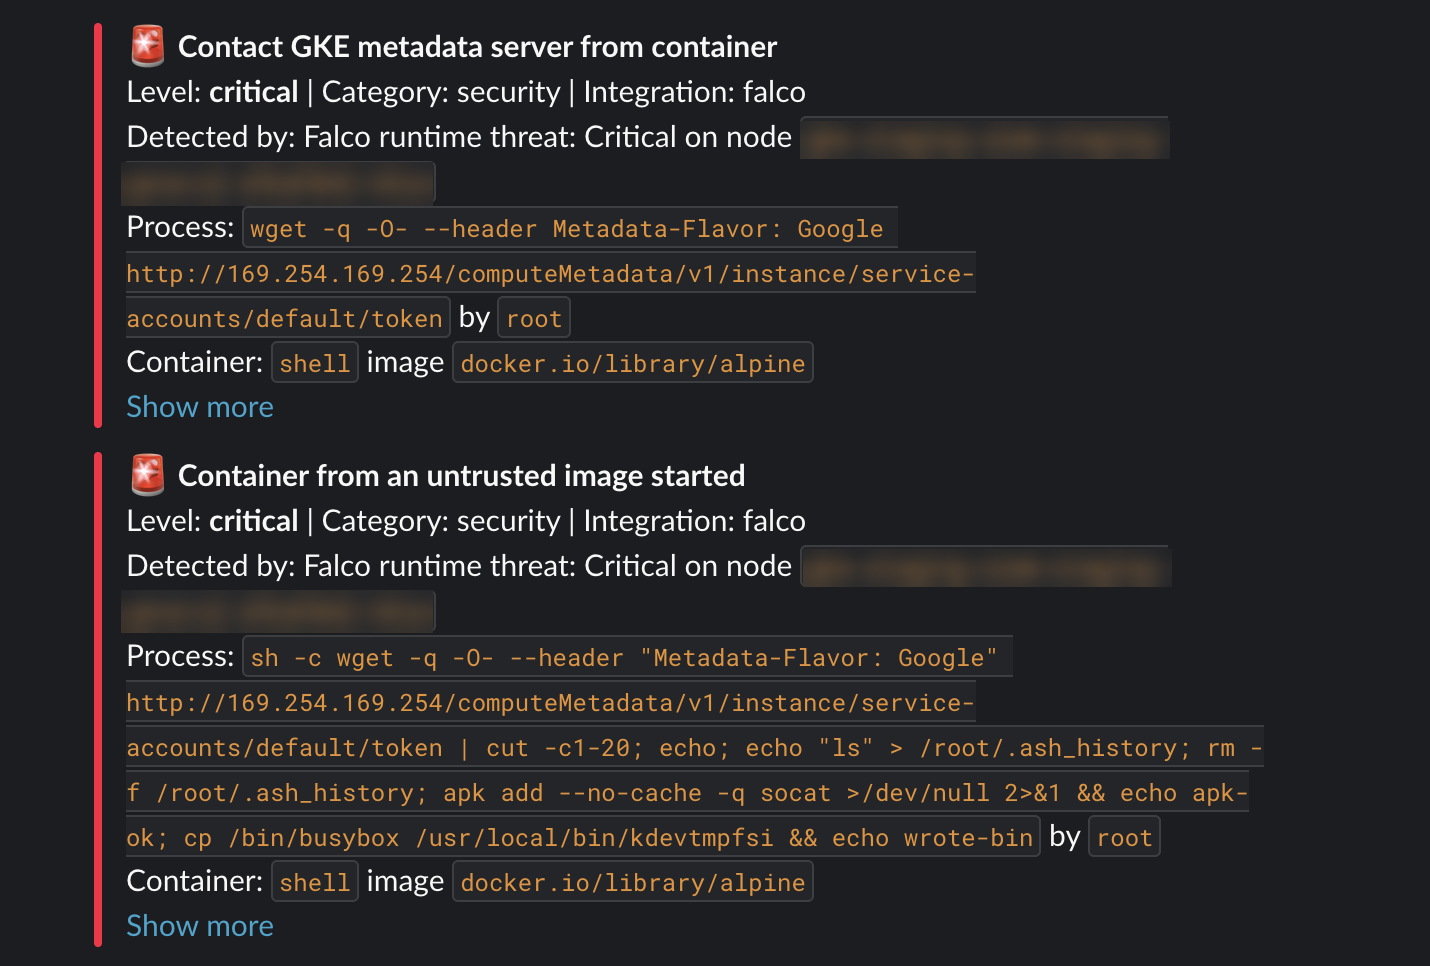 Contact GKE metadata server from container
Level: critical | Category: security | Integration: falco
Detected by: Falco runtime threat: Critical on node
Process: wget -q -O- --header Metadata-Flavor: Google
http://169.254.169.254/computeMetadata/v1/instance/service-
accounts/default/token by root
Container: shell image docker.io/library/alpine
Show more
Container from an untrusted image started
Level: critical | Category: security | Integration: falco
Detected by: Falco runtime threat: Critical on node
Process: sh -c wget -q -O- --header "Metadata-Flavor: Google"
http://169.254.169.254/computeMetadata/v1/instance/service-
accounts/default/token | cut -c1-20; echo; echo "ls" > /root/.ash_history; rm -
f /root/.ash_history; apk add --no-cache -q socat >/dev/null 2>&1 && echo apk-
ok; cp /bin/busybox /usr/local/bin/kdevtmpfsi && echo wrote-bin by root
Container: shell image docker.io/library/alpine
Show more